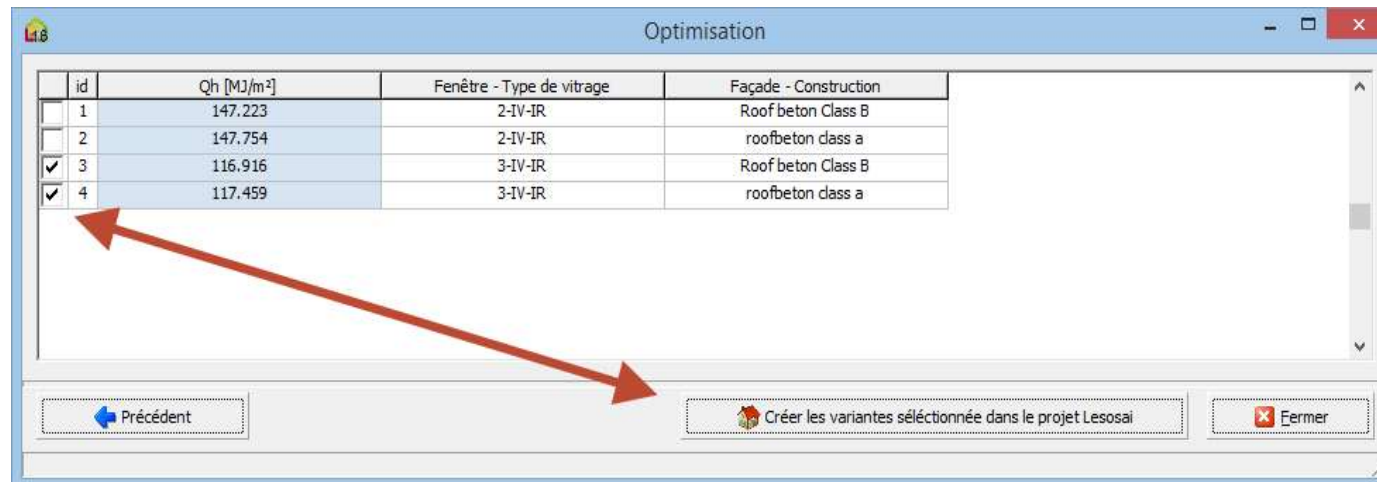 L1.8
Optimisation
id Qh [MJ/m²] Fenêtre - Type de vitrage Façade - Construction
1 147.223 2-IV-IR Roof beton Class B
2 147.754 2-IV-IR roofbeton class a
3 116.916 3-IV-IR Roof beton Class B
4 117.459 3-IV-IR roofbeton class a
Précédent Créer les variantes séléctionnée dans le projet Lesosai Fermer